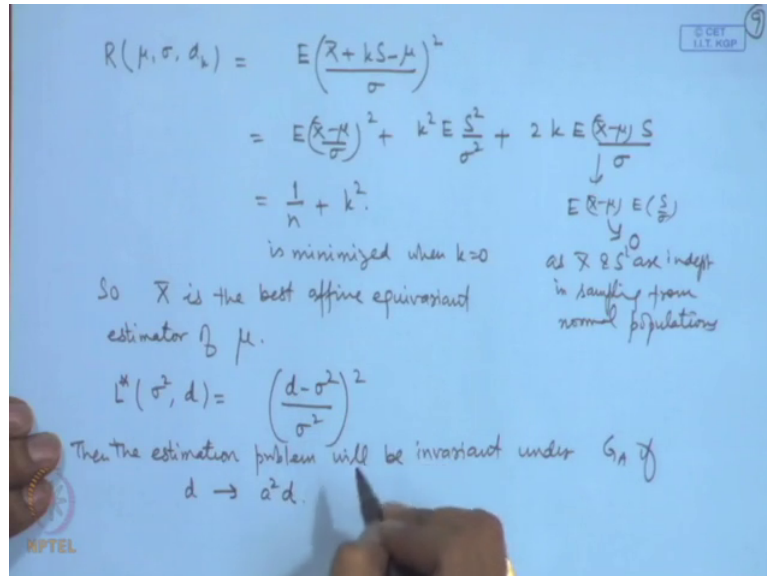 9
© CET
I.I.T. KGP
R(μ, σ, d_k) = E((X̄ + kS - μ)/σ)²
= E((X̄-μ)/σ)² + k² E S²/σ² + 2k E (X̄-μ) S/σ
= 1/n + k².
E(X̄-μ) E(S/σ)
↘ 0
is minimized when k=0
as X̄ & S² are indept
in sampling from
normal populations
So X̄ is the best affine equivariant
estimator of μ.
L*(σ², d) = ((d-σ²)/σ²)²
Then the estimation problem will be invariant under G_A if
d → a²d.
NPTEL